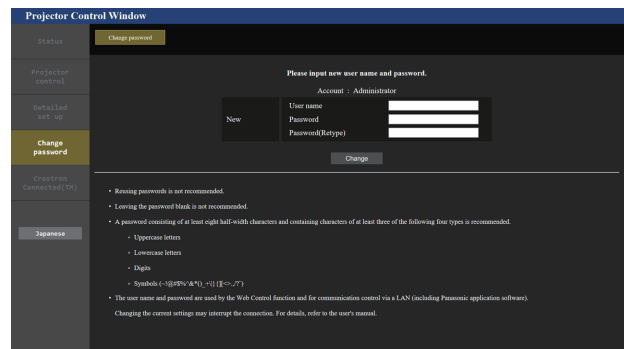 Projector Control Window
Status
Change password
Projector
control
Detailed
set up
Change
password
Crestron
Connected(TM)
Japanese
Please input new user name and password.
Account : Administrator
New
User name
Password
Password(Retype)
Change
• Reusing passwords is not recommended.
• Leaving the password blank is not recommended.
• A password consisting of at least eight half-width characters and containing characters of at least three of the following four types is recommended.
• Uppercase letters
• Lowercase letters
• Digits
• Symbols
• The user name and password are used by the Web Control function and for communication control via a LAN (including Panasonic application software).
Changing the current settings may interrupt the connection. For details, refer to the user's manual.